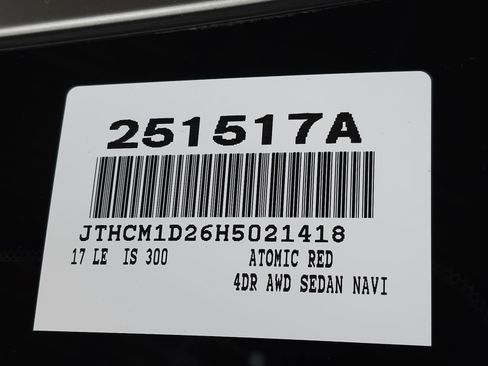 251517A
JTHCM1D26H5021418
17 LE IS 300 ATOMIC RED
4DR AWD SEDAN NAVI